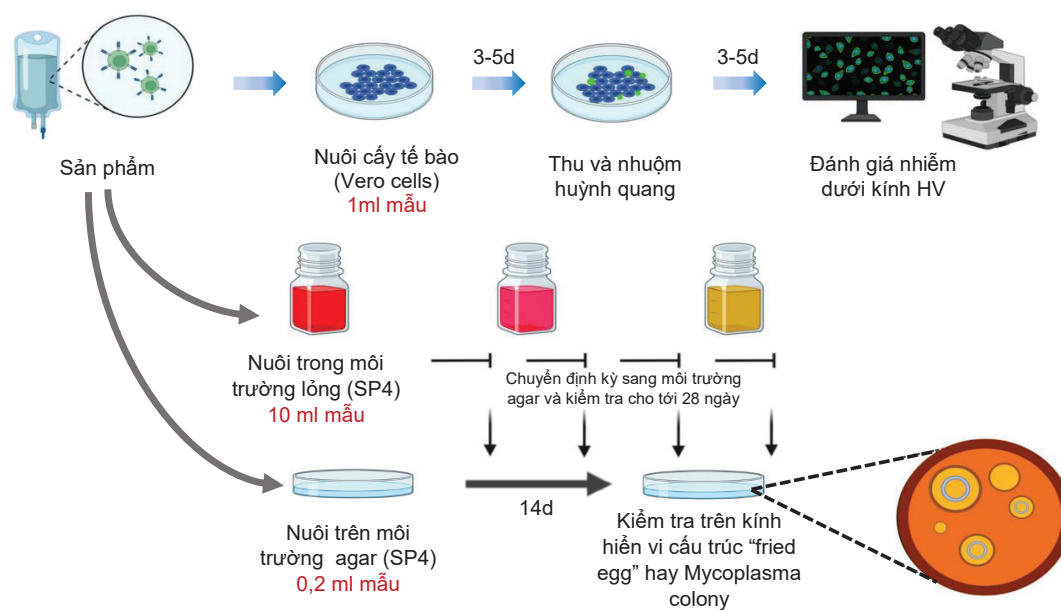 3-5d
3-5d
Sản phẩm
Nuôi cấy tế bào
(Vero cells)
1ml mẫu
Thu và nhuộm
huỳnh quang
Đánh giá nhiễm
dưới kính HV
Nuôi trong môi
trường lỏng (SP4)
10 ml mẫu
Chuyển định kỳ sang môi trường
agar và kiểm tra cho tới 28 ngày
14d
Nuôi trên môi
trường agar (SP4)
0,2 ml mẫu
Kiểm tra trên kính
hiển vi cấu trúc “fried
egg” hay Mycoplasma
colony